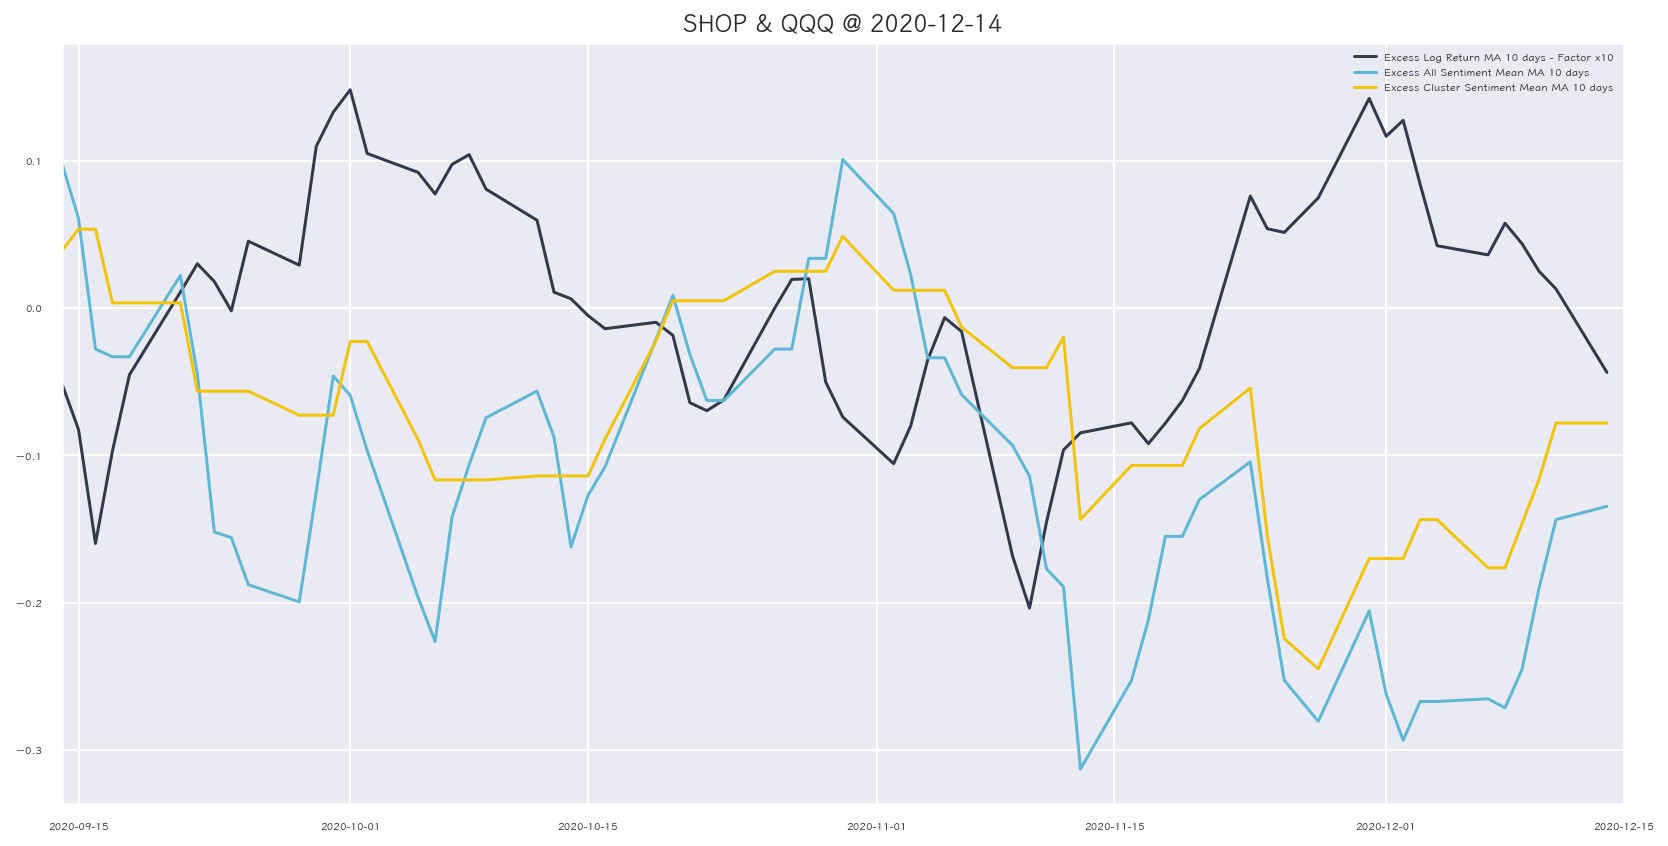 SHOP & QQQ @ 2020-12-14
Excess Log Return MA 10 days - Factor x10
Excess All Sentiment Mean MA 10 days
Excess Cluster Sentiment Mean MA 10 days
0.1
0.0
−0.1
−0.2
−0.3
2020-09-15 2020-10-01 2020-10-15 2020-11-01 2020-11-15 2020-12-01 2020-12-15